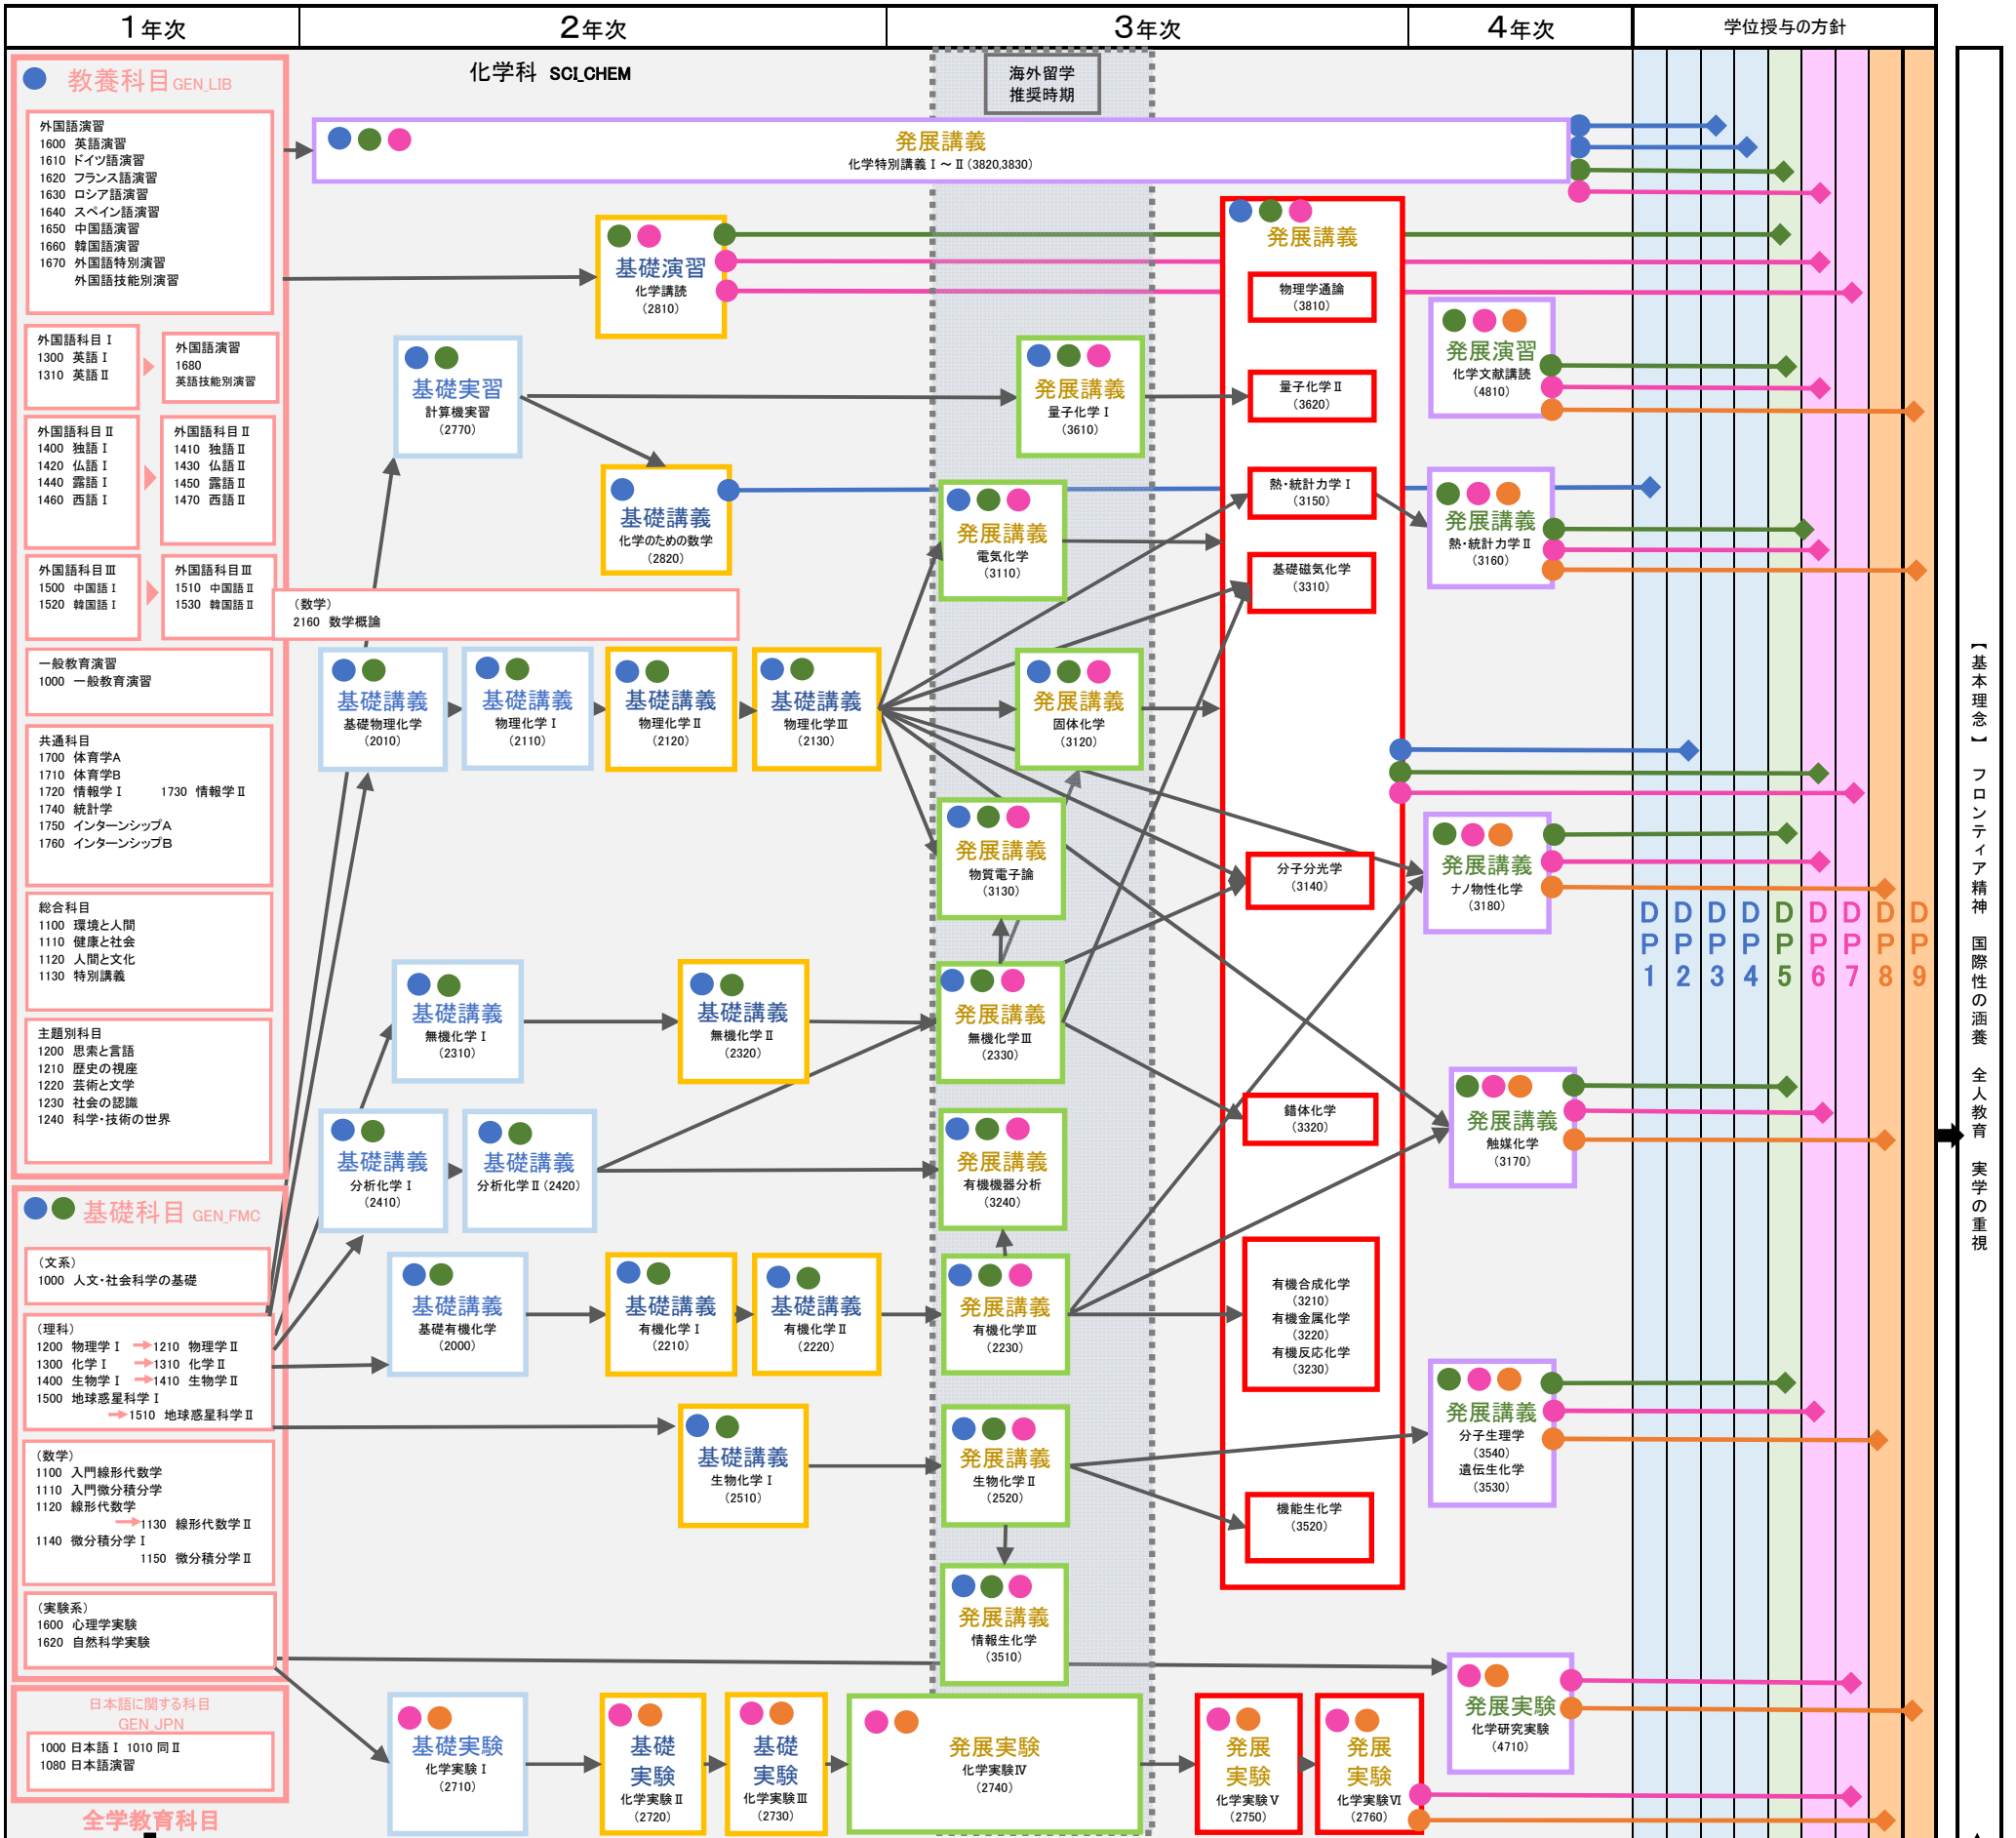 1年次
2年次
3年次
4年次
学位授与の方針
教養科目 GEN_LIB
外国語演習
1600 英語演習
1610 ドイツ語演習
1620 フランス語演習
1630 ロシア語演習
1640 スペイン語演習
1650 中国語演習
1660 韓国語演習
1670 外国語特別演習
外国語技能別演習
外国語科目Ⅰ
1300 英語Ⅰ
1310 英語Ⅱ
外国語演習
1680
英語技能別演習
外国語科目Ⅱ
1400 独語Ⅰ
1420 仏語Ⅰ
1440 露語Ⅰ
1460 西語Ⅰ
外国語科目Ⅱ
1410 独語Ⅱ
1430 仏語Ⅱ
1450 露語Ⅱ
1470 西語Ⅱ
外国語科目Ⅲ
1500 中国語Ⅰ
1520 韓国語Ⅰ
外国語科目Ⅲ
1510 中国語Ⅱ
1530 韓国語Ⅱ
一般教育演習
1000 一般教育演習
共通科目
1700 体育学A
1710 体育学B
1720 情報学Ⅰ 1730 情報学Ⅱ
1740 統計学
1750 インターンシップA
1760 インターンシップB
総合科目
1100 環境と人間
1110 健康と社会
1120 人間と文化
1130 特別講義
主題別科目
1200 思索と言語
1210 歴史の視座
1220 芸術と文学
1230 社会の認識
1240 科学・技術の世界
基礎科目 GEN_FMC
(文系)
1000 人文・社会科学の基礎
(理科)
1200 物理学Ⅰ 1210 物理学Ⅱ
1300 化学Ⅰ 1310 化学Ⅱ
1400 生物学Ⅰ 1410 生物学Ⅱ
1500 地球惑星科学Ⅰ
1510 地球惑星科学Ⅱ
(数学)
1100 入門線形代数学
1110 入門微分積分学
1120 線形代数学
1130 線形代数学Ⅱ
1140 微分積分学Ⅰ
1150 微分積分学Ⅱ
(実験系)
1600 心理学実験
1620 自然科学実験
日本語に関する科目
GEN_JPN
1000 日本語Ⅰ 1010 同Ⅱ
1080 日本語演習
全学教育科目
化学科 SCI_CHEM
海外留学
推奨時期
発展講義
化学特別講義Ⅰ～Ⅱ(3820,3830)
基礎演習
化学講読
(2810)
基礎実習
計算機実習
(2770)
基礎講義
化学のための数学
(2820)
(数学)
2160 数学概論
基礎講義
基礎物理化学
(2010)
基礎講義
物理化学Ⅰ
(2110)
基礎講義
物理化学Ⅱ
(2120)
基礎講義
物理化学Ⅲ
(2130)
基礎講義
無機化学Ⅰ
(2310)
基礎講義
無機化学Ⅱ
(2320)
基礎講義
分析化学Ⅰ
(2410)
基礎講義
分析化学Ⅱ(2420)
基礎講義
基礎有機化学
(2000)
基礎講義
有機化学Ⅰ
(2210)
基礎講義
有機化学Ⅱ
(2220)
基礎講義
生物化学Ⅰ
(2510)
基礎実験
化学実験Ⅰ
(2710)
基礎
実験
化学実験Ⅱ
(2720)
基礎
実験
化学実験Ⅲ
(2730)
発展講義
量子化学Ⅰ
(3610)
発展講義
電気化学
(3110)
発展講義
固体化学
(3120)
発展講義
物質電子論
(3130)
発展講義
無機化学Ⅲ
(2330)
発展講義
有機機器分析
(3240)
発展講義
有機化学Ⅲ
(2230)
発展講義
生物化学Ⅱ
(2520)
発展講義
情報生化学
(3510)
発展実験
化学実験Ⅳ
(2740)
発展講義
物理学通論
(3810)
量子化学Ⅱ
(3620)
熱・統計力学Ⅰ
(3150)
基礎磁気化学
(3310)
分子分光学
(3140)
錯体化学
(3320)
有機合成化学
(3210)
有機金属化学
(3220)
有機反応化学
(3230)
機能生化学
(3520)
発展
実験
化学実験Ⅴ
(2750)
発展
実験
化学実験Ⅵ
(2760)
発展演習
化学文献講読
(4810)
発展講義
熱・統計力学Ⅱ
(3160)
発展講義
ナノ物性化学
(3180)
発展講義
触媒化学
(3170)
発展講義
分子生理学
(3540)
遺伝生化学
(3530)
発展実験
化学研究実験
(4710)
DP1
DP2
DP3
DP4
DP5
DP6
DP7
DP8
DP9
【基本理念】 フロンティア精神 国際性の涵養 全人教育 実学の重視